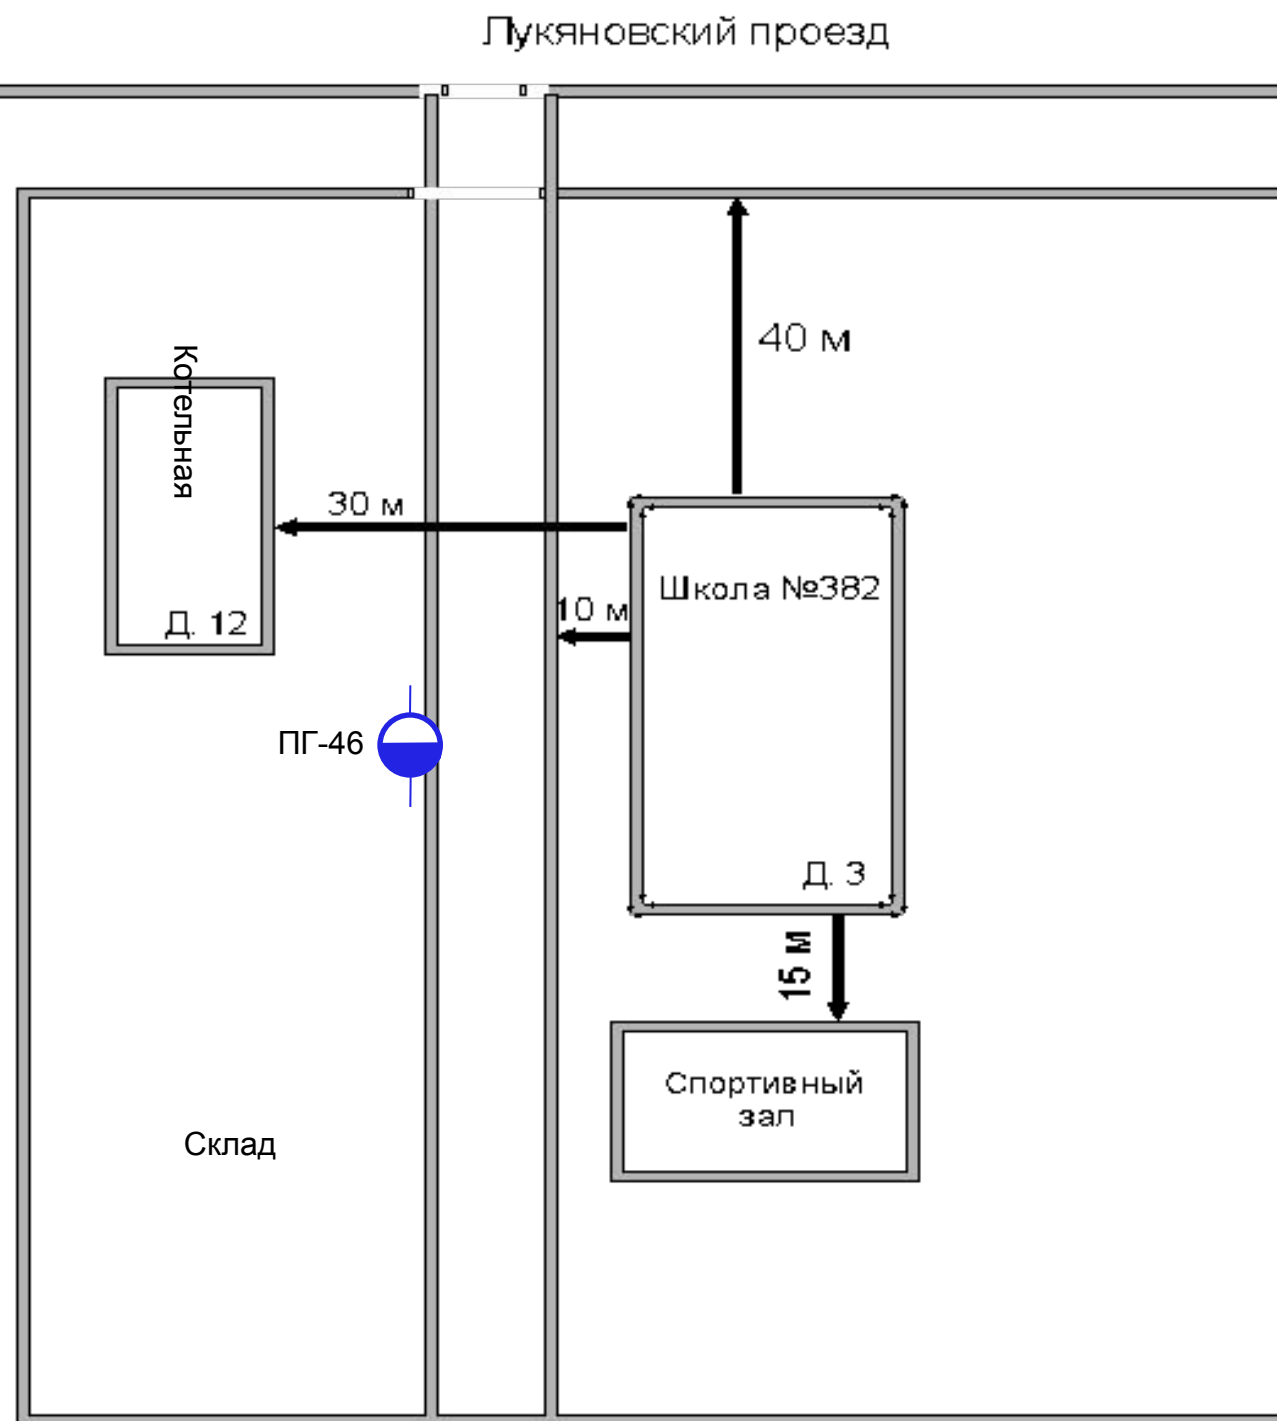 Лукяновский проезд
40 м
Котельная
30 м
Школа №382
10 м
Д. 12
ПГ-46
Д. 3
15 м
Спортивный
зал
Склад